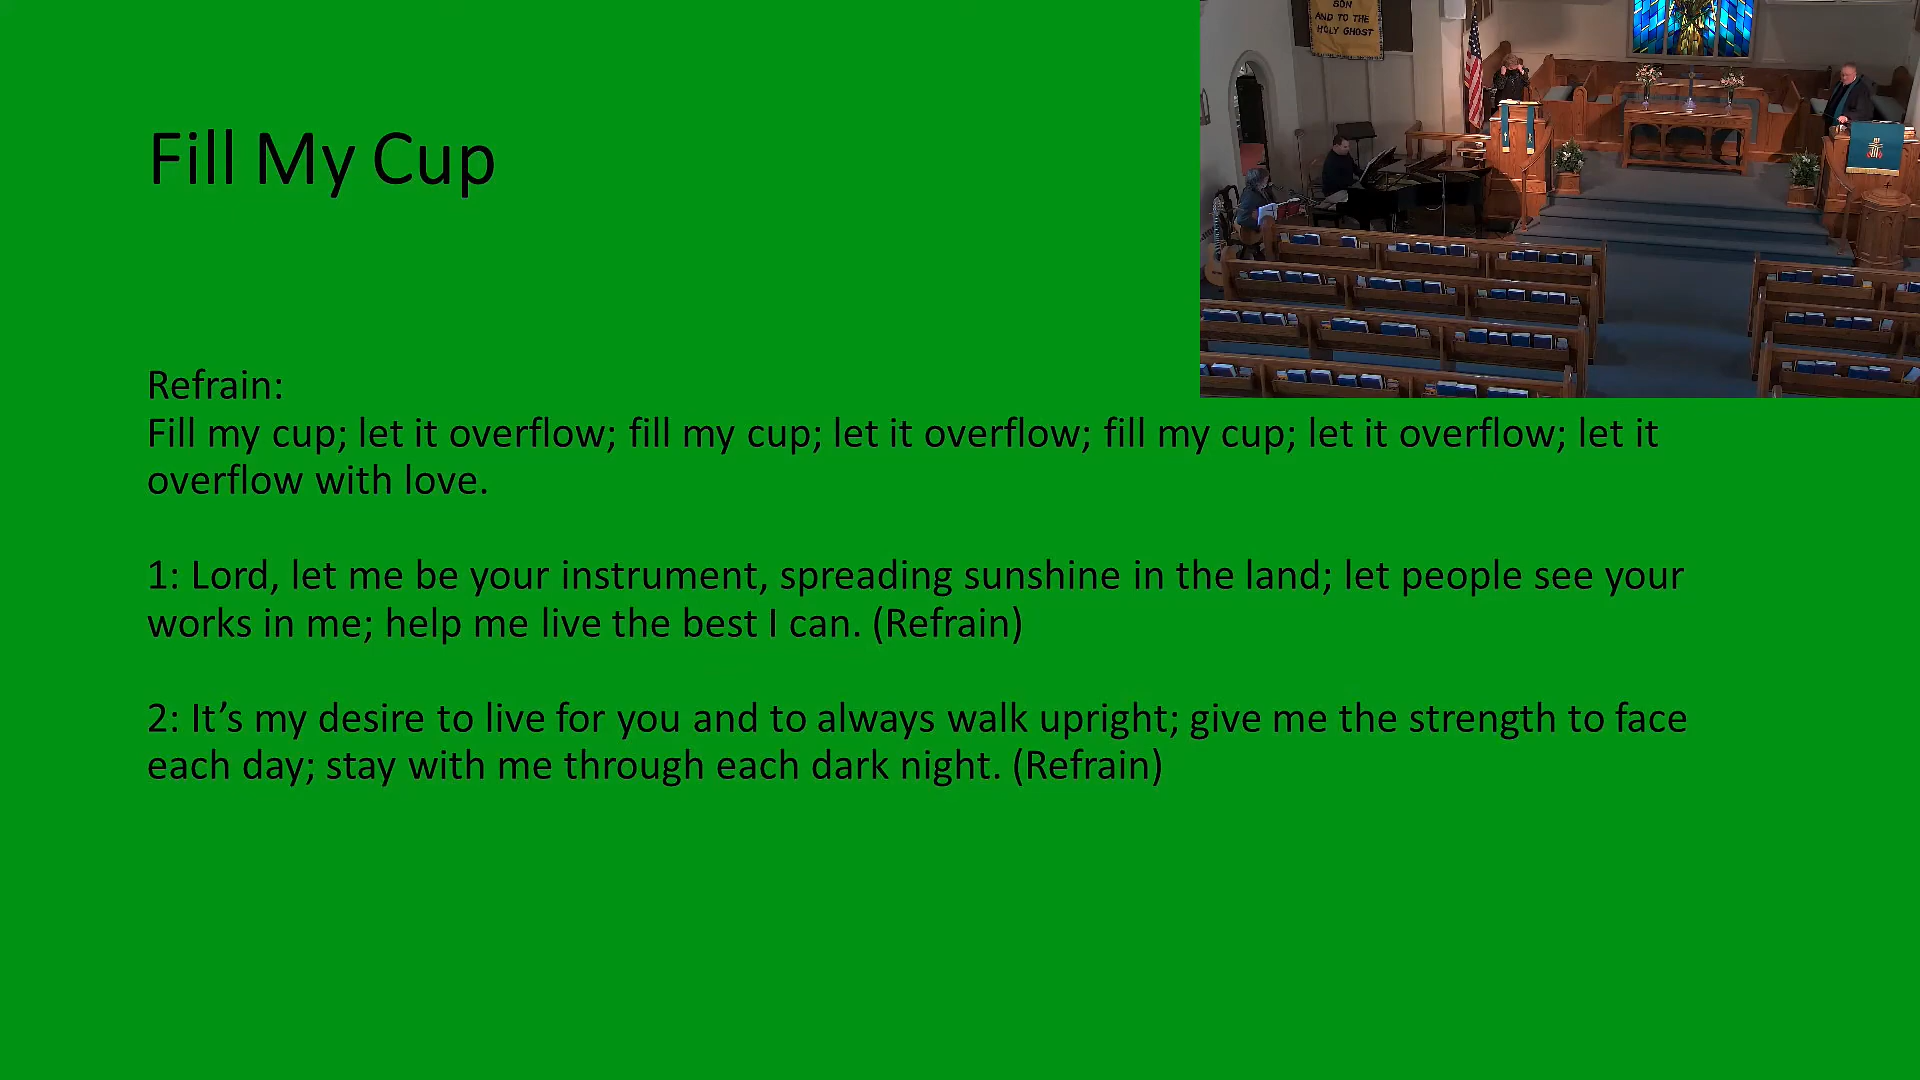 SON
AND TO THE
HOLY GHOST
Fill My Cup
Refrain:
Fill my cup; let it overflow; fill my cup; let it overflow; fill my cup; let it overflow; let it
overflow with love.
1: Lord, let me be your instrument, spreading sunshine in the land; let people see your
works in me; help me live the best I can. (Refrain)
2: It’s my desire to live for you and to always walk upright; give me the strength to face
each day; stay with me through each dark night. (Refrain)